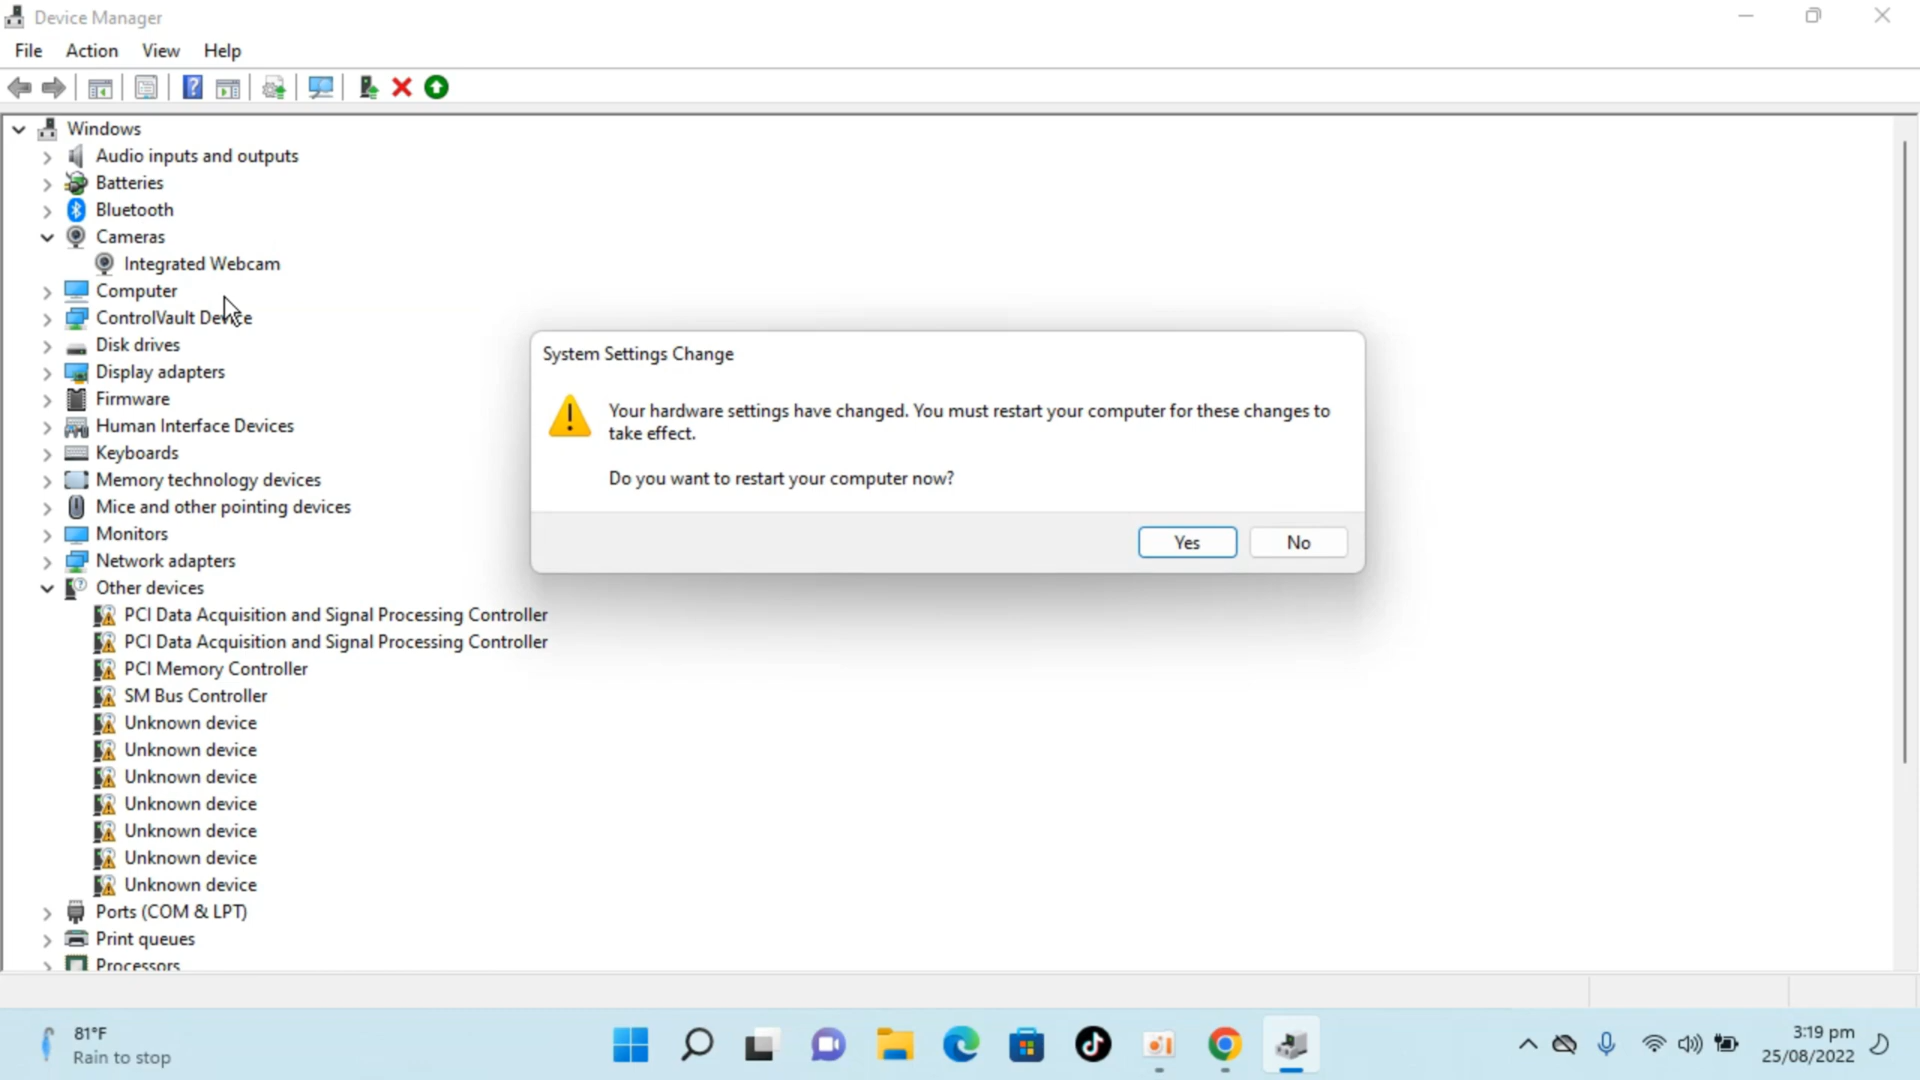 Device Manager
File Action View Help
Windows
Audio inputs and outputs
Batteries
Bluetooth
Cameras
Integrated Webcam
Computer
ControlVault Device
Disk drives
Display adapters
Firmware
Human Interface Devices
Keyboards
Memory technology devices
Mice and other pointing devices
Monitors
Network adapters
Other devices
PCI Data Acquisition and Signal Processing Controller
PCI Data Acquisition and Signal Processing Controller
PCI Memory Controller
SM Bus Controller
Unknown device
Unknown device
Unknown device
Unknown device
Unknown device
Unknown device
Unknown device
Ports (COM & LPT)
Print queues
Processors
System Settings Change
Your hardware settings have changed. You must restart your computer for these changes to
take effect.
Do you want to restart your computer now?
Yes No
81°F
Rain to stop
3:19 pm
25/08/2022